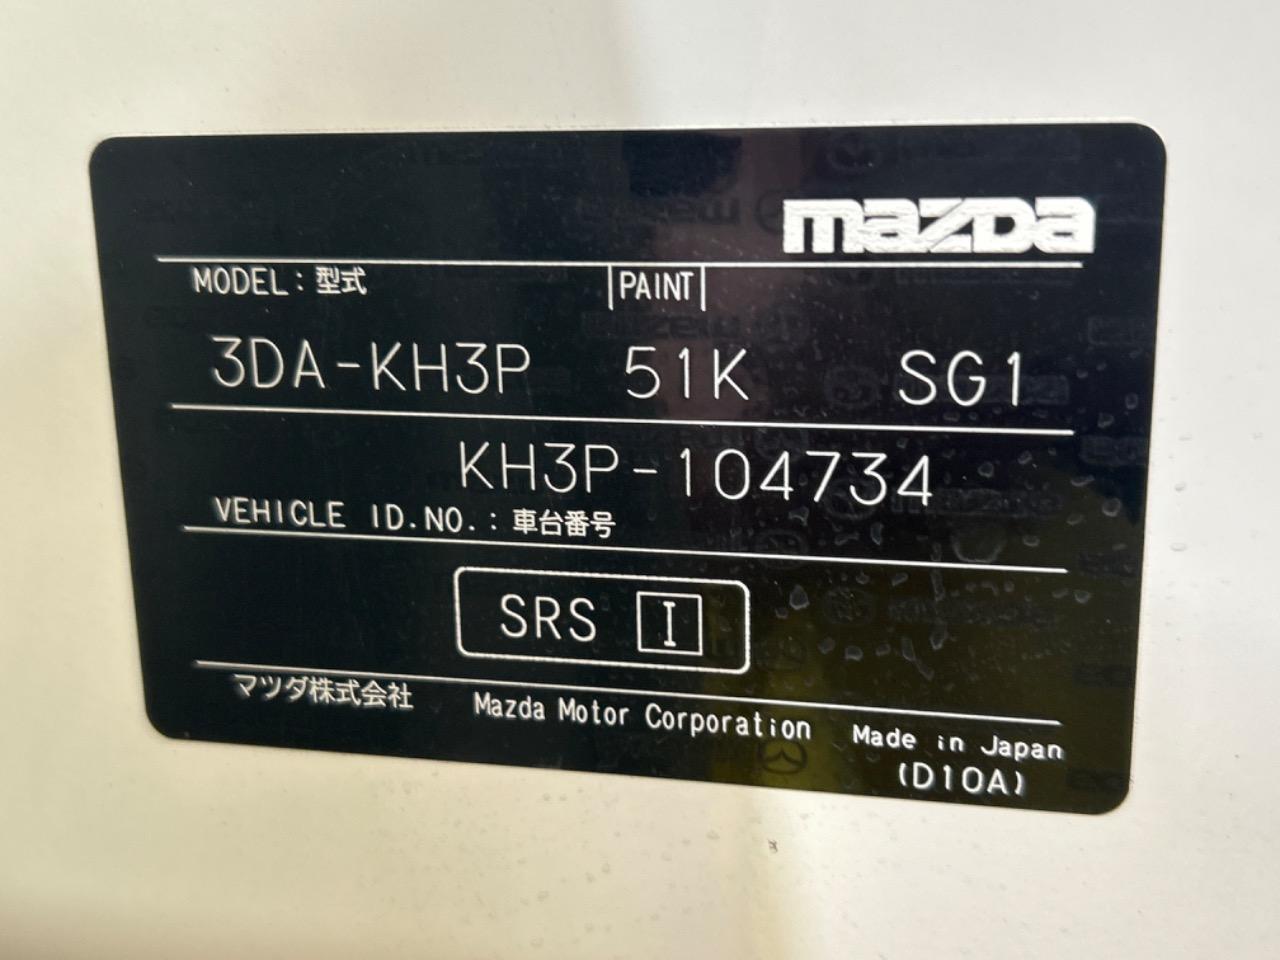 mazda
MODEL : 型式 PAINT
3DA-KH3P 51K SG1
KH3P-104734
VEHICLE ID.NO. : 車台番号
SRS I
マツダ株式会社 Mazda Motor Corporation Made in Japan
(D10A)